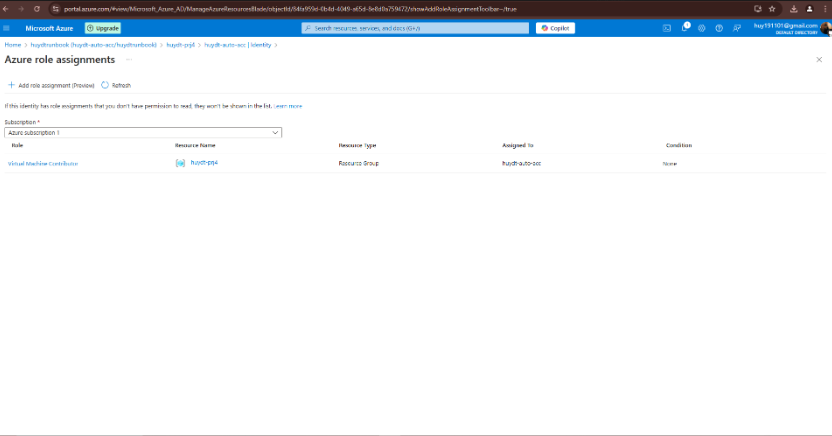 portal.azure.com/#view/Microsoft_Azure_AD/ManageAzureResourcesBlade/objectId/84fa959d-6b4d-4049-a65d-8e8d0a759472/showAddRoleAssignmentToolbar~/true
Microsoft Azure
Upgrade
Search resources, services, and docs (G+/)
Copilot
1
huy191101@gmail.com
DEFAULT DIRECTORY
Home > huydtrunbook (huydt-auto-acc/huydtrunbook) > huydt-prj4 > huydt-auto-acc | Identity >
Azure role assignments ...
Add role assignment (Preview) Refresh
If this identity has role assignments that you don't have permission to read, they won't be shown in the list. Learn more
Subscription *
Azure subscription 1
Role Resource Name Resource Type Assigned To Condition
Virtual Machine Contributor huydt-prj4 Resource Group huydt-auto-acc None